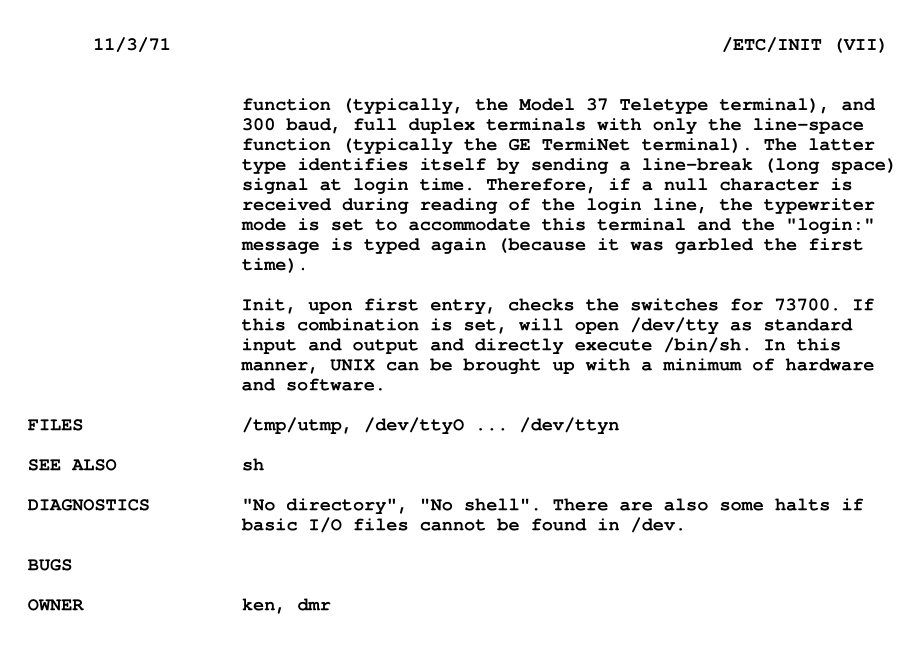 11/3/71 /ETC/INIT (VII)
function (typically, the Model 37 Teletype terminal), and
300 baud, full duplex terminals with only the line-space
function (typically the GE TermiNet terminal). The latter
type identifies itself by sending a line-break (long space)
signal at login time. Therefore, if a null character is
received during reading of the login line, the typewriter
mode is set to accommodate this terminal and the "login:"
message is typed again (because it was garbled the first
time).
Init, upon first entry, checks the switches for 73700. If
this combination is set, will open /dev/tty as standard
input and output and directly execute /bin/sh. In this
manner, UNIX can be brought up with a minimum of hardware
and software.
FILES /tmp/utmp, /dev/ttyO ... /dev/ttyn
SEE ALSO sh
DIAGNOSTICS "No directory", "No shell". There are also some halts if
basic I/O files cannot be found in /dev.
BUGS
OWNER ken, dmr